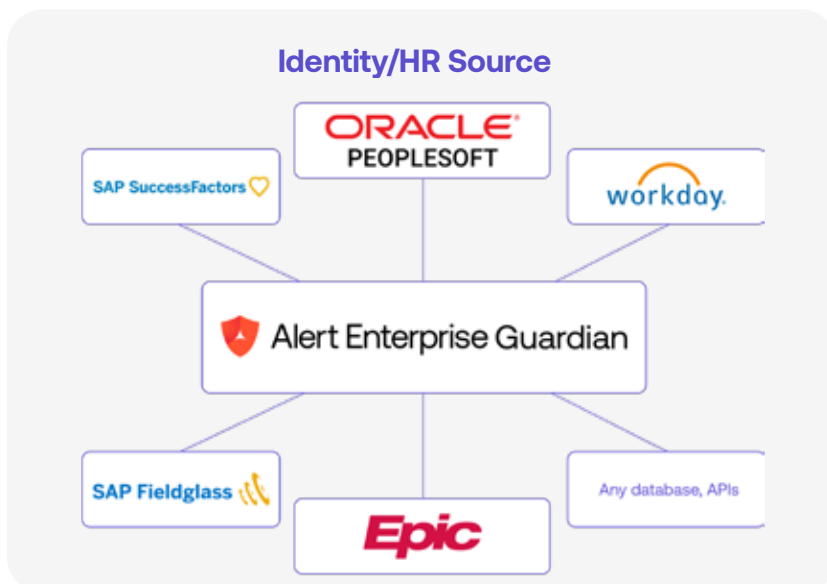 Identity/HR Source
ORACLE®
PEOPLESOFT
SAP SuccessFactors
workday.
Alert Enterprise Guardian
SAP Fieldglass
Any database, APIs
Epic